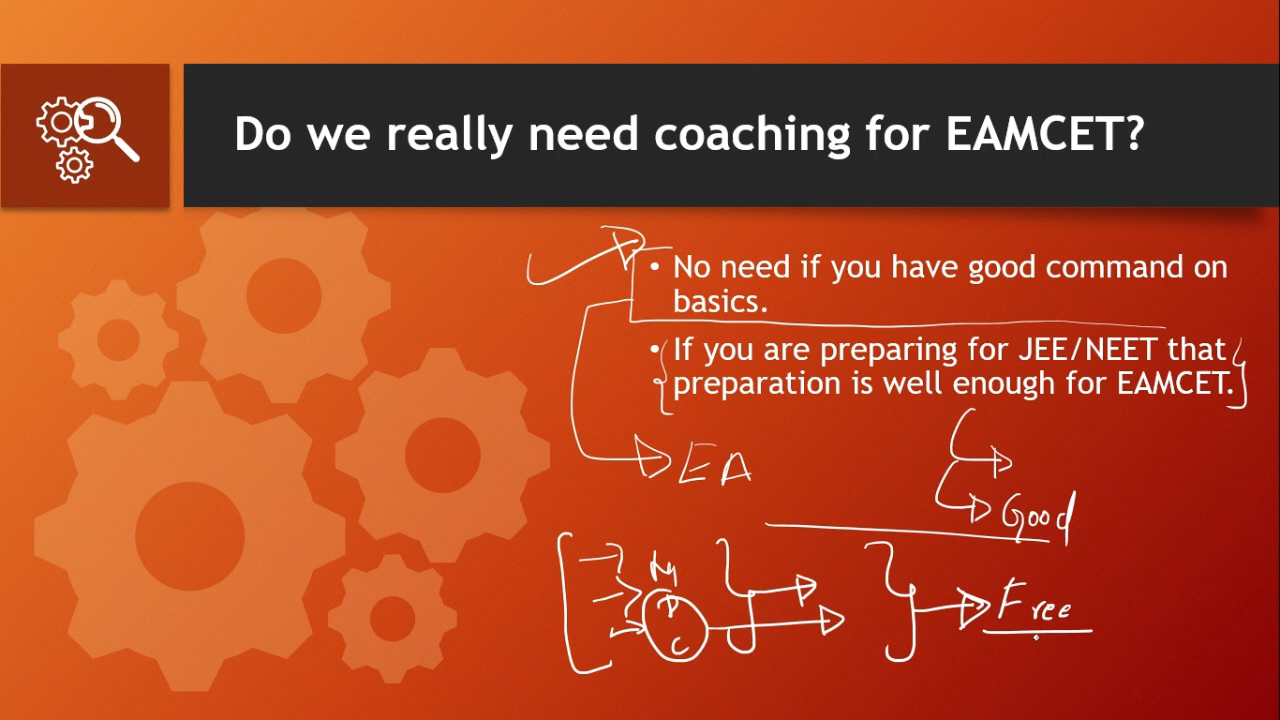 Do we really need coaching for EAMCET?
• No need if you have good command on
basics.
• If you are preparing for JEE/NEET that
preparation is well enough for EAMCET.
EA
Good
M
P
C
Free